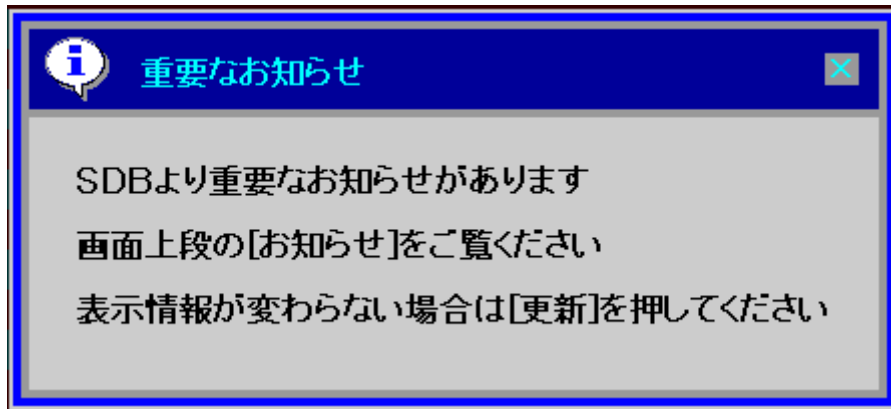 重要なお知らせ
SDBより重要なお知らせがあります
画面上段の[お知らせ]をご覧ください
表示情報が変わらない場合は[更新]を押してください